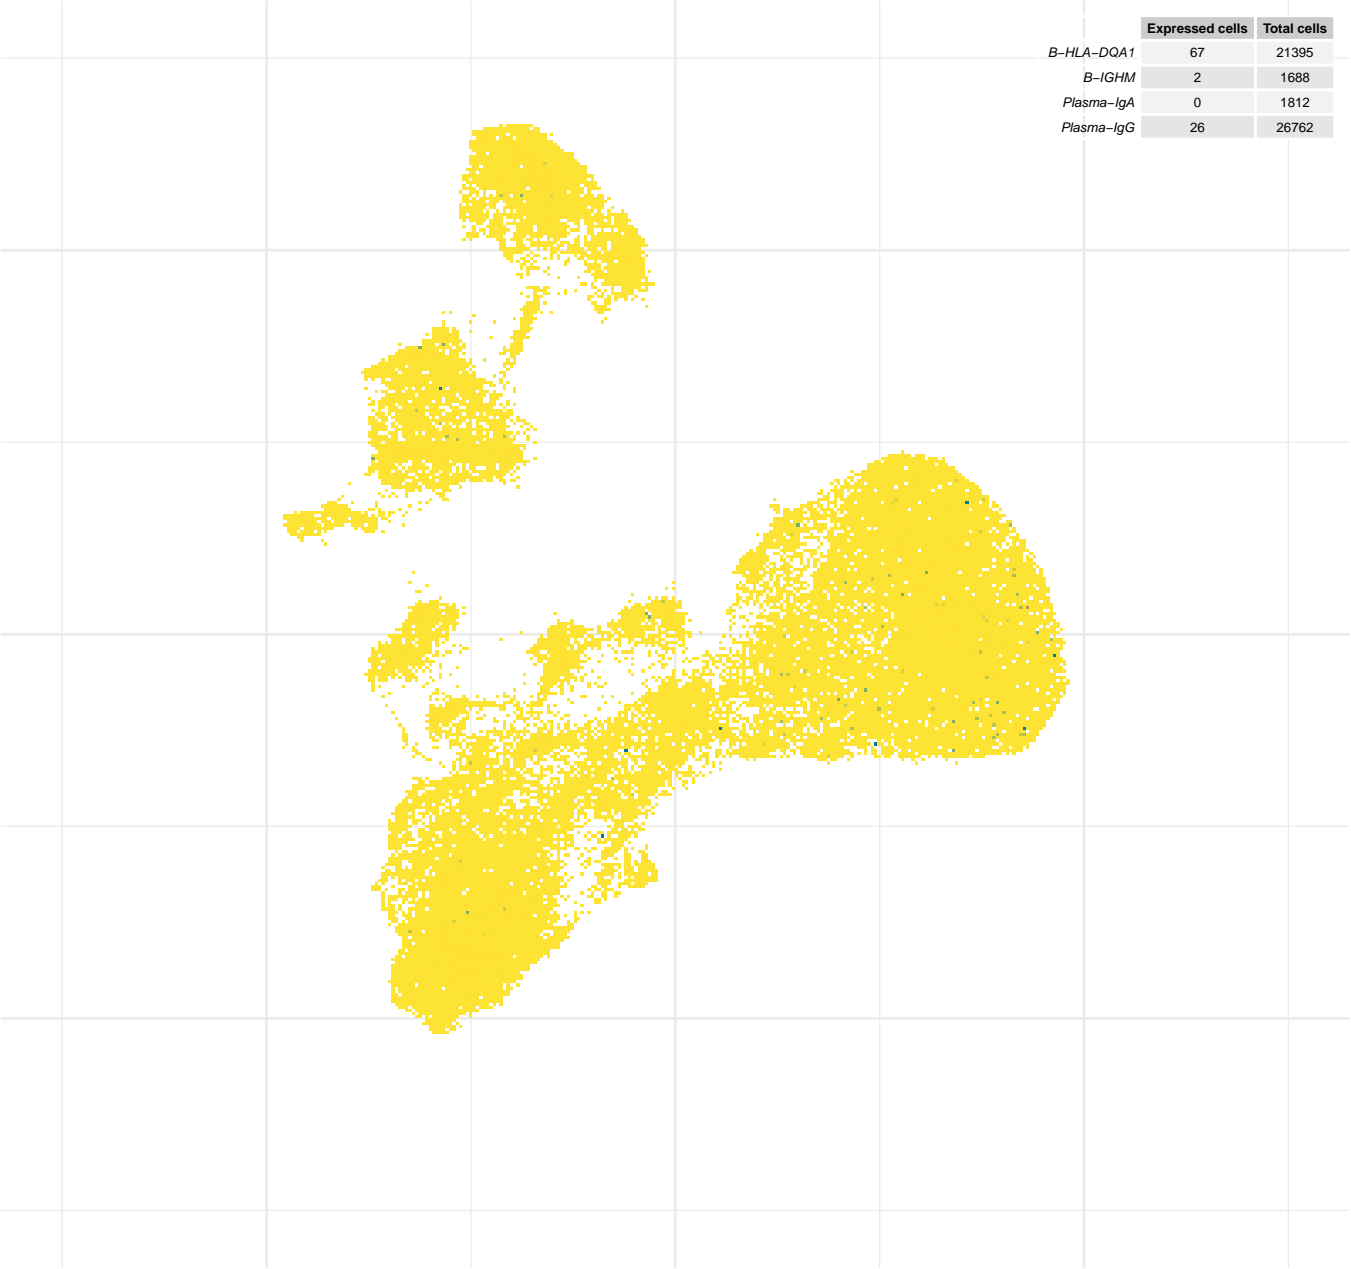 Expressed cells Total cells
B−HLA−DQA1 67 21395
B−IGHM 2 1688
Plasma−IgA 0 1812
Plasma−IgG 26 26762